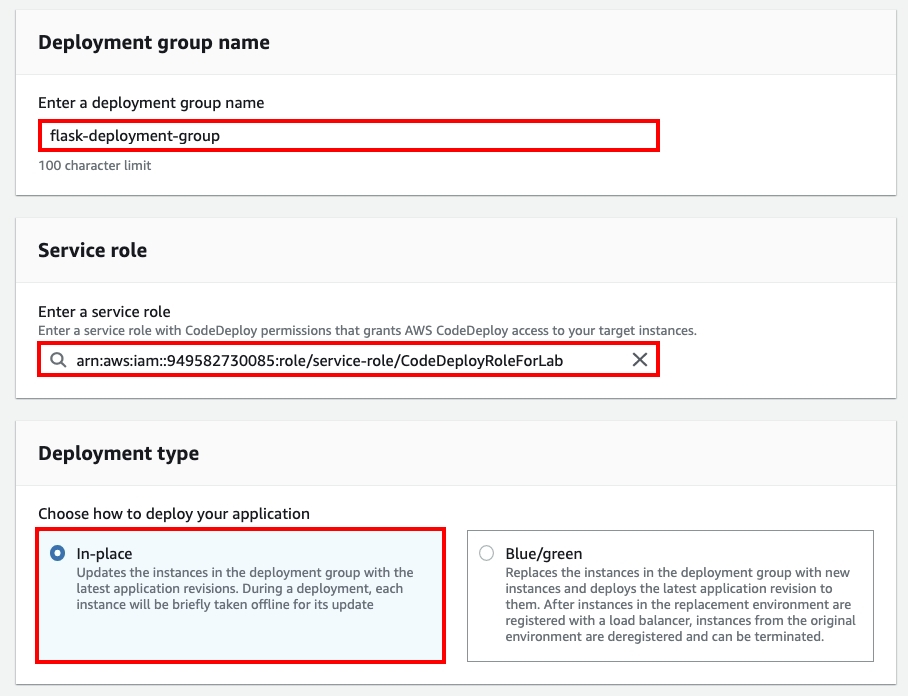 Deployment group name
Enter a deployment group name
flask-deployment-group
100 character limit
Service role
Enter a service role
Enter a service role with CodeDeploy permissions that grants AWS CodeDeploy access to your target instances.
arn:aws:iam::949582730085:role/service-role/CodeDeployRoleForLab
Deployment type
Choose how to deploy your application
In-place
Updates the instances in the deployment group with the
latest application revisions. During a deployment, each
instance will be briefly taken offline for its update
Blue/green
Replaces the instances in the deployment group with new
instances and deploys the latest application revision to
them. After instances in the replacement environment are
registered with a load balancer, instances from the original
environment are deregistered and can be terminated.